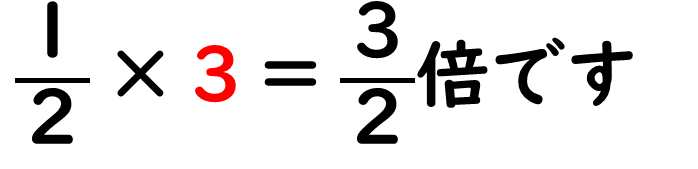 1/2 × 3 = 3/2倍です